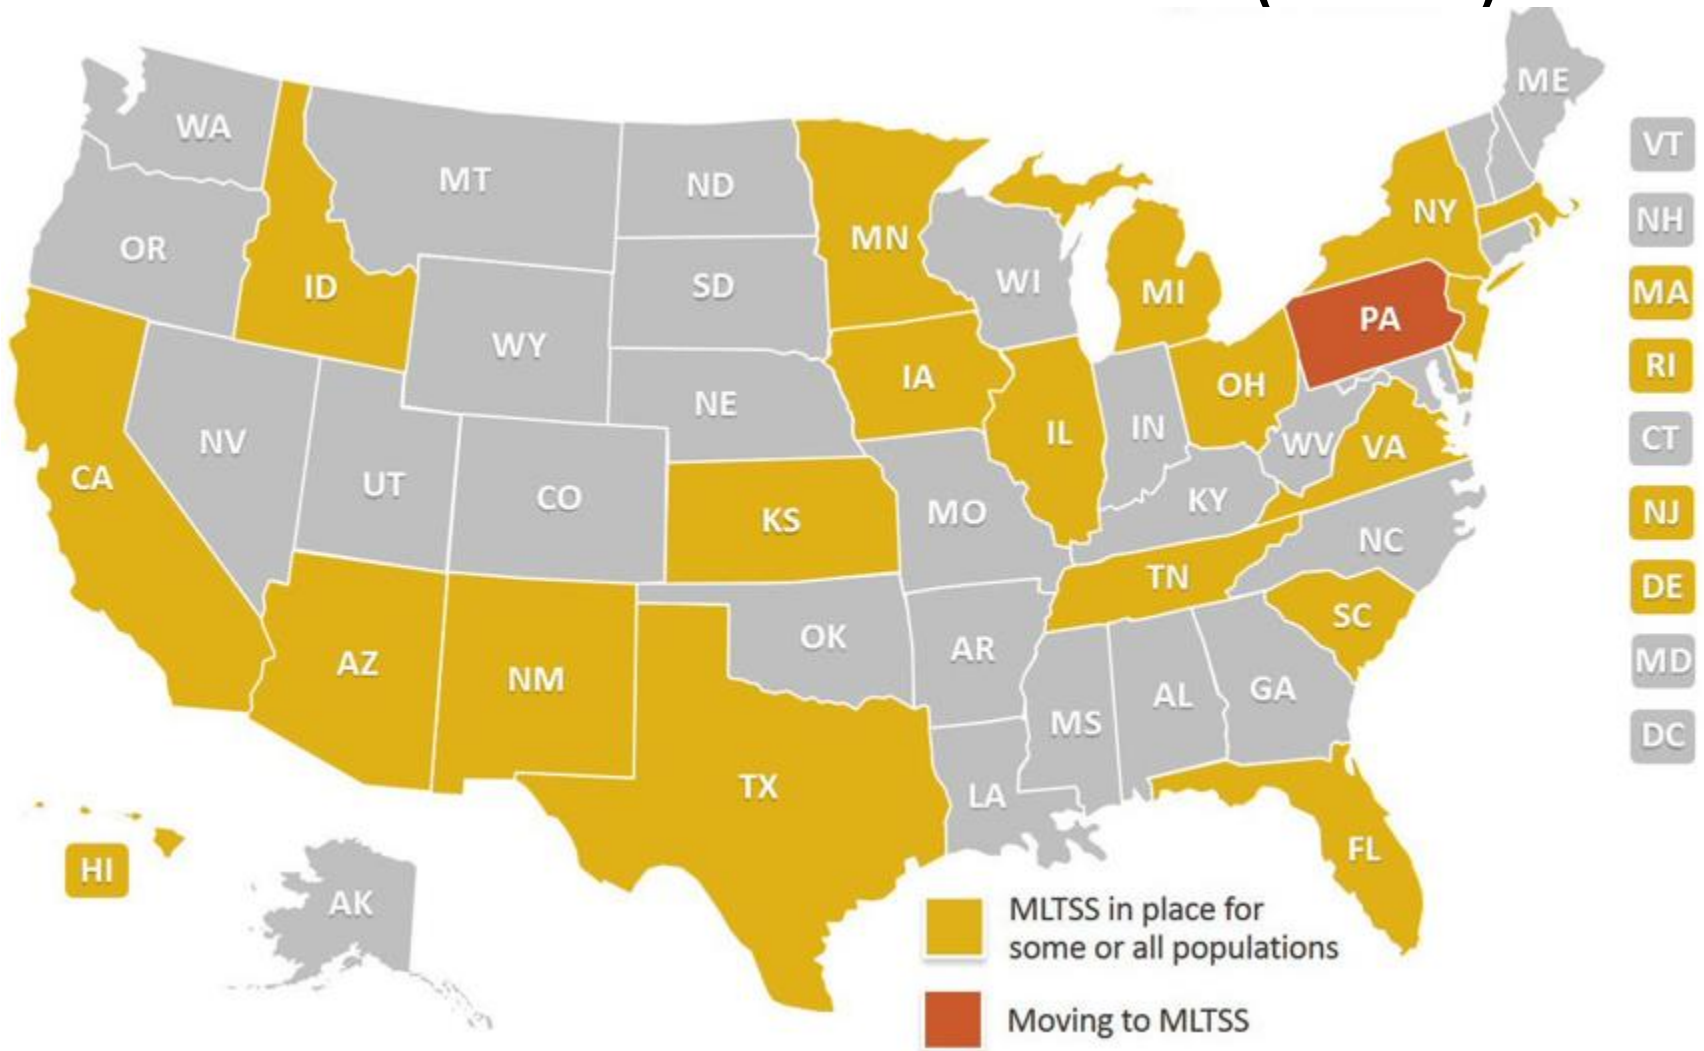 ME
WA
MT
ND
VT
OR
ID
MN
NY
NH
SD
WI
MI
MA
WY
PA
IA
OH
RI
NE
NV
IL
IN
WV
VA
CT
CA
UT
CO
KS
MO
KY
NJ
NC
TN
DE
SC
AZ
NM
OK
AR
MD
GA
AL
MS
DC
TX
LA
FL
HI
AK
MLTSS in place for
some or all populations
Moving to MLTSS